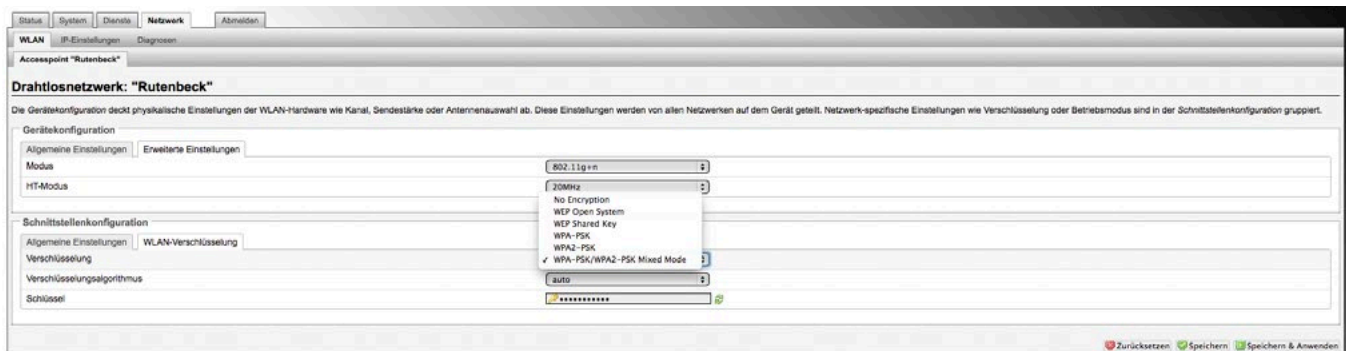 Status System Dienste Netzwerk Abmelden
WLAN IP-Einstellungen Diagnosen
Accesspoint "Rutenbeck"
Drahtlosnetzwerk: "Rutenbeck"
Die Gerätekonfiguration deckt physikalische Einstellungen der WLAN-Hardware wie Kanal, Sendestärke oder Antennenauswahl ab. Diese Einstellungen werden von allen Netzwerken auf dem Gerät geteilt. Netzwerk-spezifische Einstellungen wie Verschlüsselung oder Betriebsmodus sind in der Schnittstellenkonfiguration gruppiert.
Gerätekonfiguration
Allgemeine Einstellungen Erweiterte Einstellungen
Modus 802.11g+n
HT-Modus 20MHz
No Encryption
WEP Open System
WEP Shared Key
WPA-PSK
WPA2-PSK
✓ WPA-PSK/WPA2-PSK Mixed Mode
Schnittstellenkonfiguration
Allgemeine Einstellungen WLAN-Verschlüsselung
Verschlüsselung
Verschlüsselungsalgorithmus auto
Schlüssel •••••••••••
Zurücksetzen Speichern Speichern & Anwenden